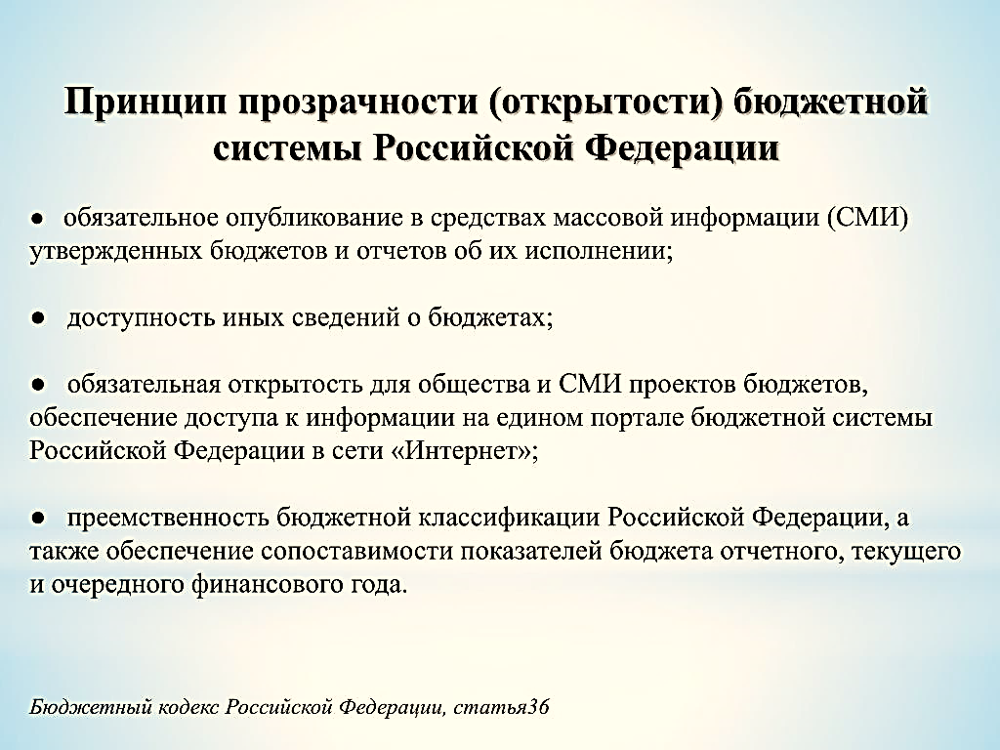 Принцип прозрачности (открытости) бюджетной
системы Российской Федерации
● обязательное опубликование в средствах массовой информации (СМИ)
утвержденных бюджетов и отчетов об их исполнении;
● доступность иных сведений о бюджетах;
● обязательная открытость для общества и СМИ проектов бюджетов,
обеспечение доступа к информации на едином портале бюджетной системы
Российской Федерации в сети «Интернет»;
● преемственность бюджетной классификации Российской Федерации, а
также обеспечение сопоставимости показателей бюджета отчетного, текущего
и очередного финансового года.
Бюджетный кодекс Российской Федерации, статья36